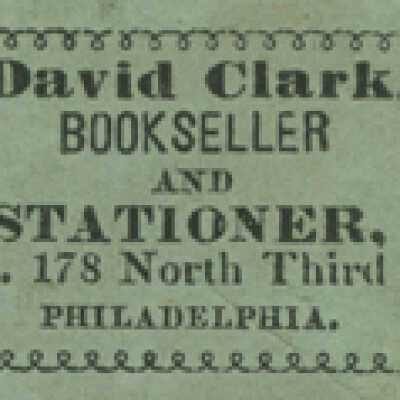 David Clark,
BOOKSELLER
AND
STATIONER,
. 178 North Third
PHILADELPHIA.